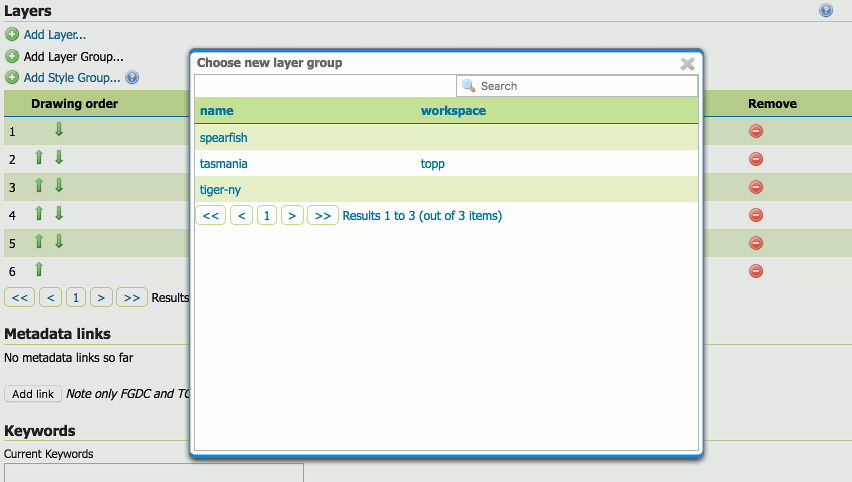 Layers
Add Layer...
Add Layer Group...
Add Style Group...
Drawing order
Remove
1
2
3
4
5
6
<< < 1 > >> Results
Choose new layer group
Search
name workspace
spearfish
tasmania topp
tiger-ny
<< < 1 > >> Results 1 to 3 (out of 3 items)
Metadata links
No metadata links so far
Add link Note only FGDC and TC
Keywords
Current Keywords